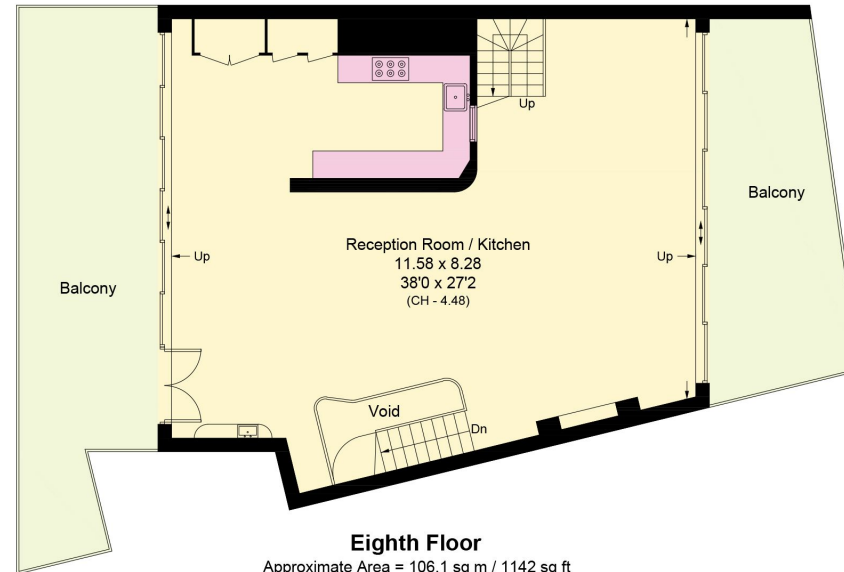 Up
Balcony
Reception Room / Kitchen
11.58 x 8.28
38'0 x 27'2
(CH - 4.48)
Up
Up
Balcony
Void
Dn
Eighth Floor
Approximate Area = 106.1 sq m / 1142 sq ft